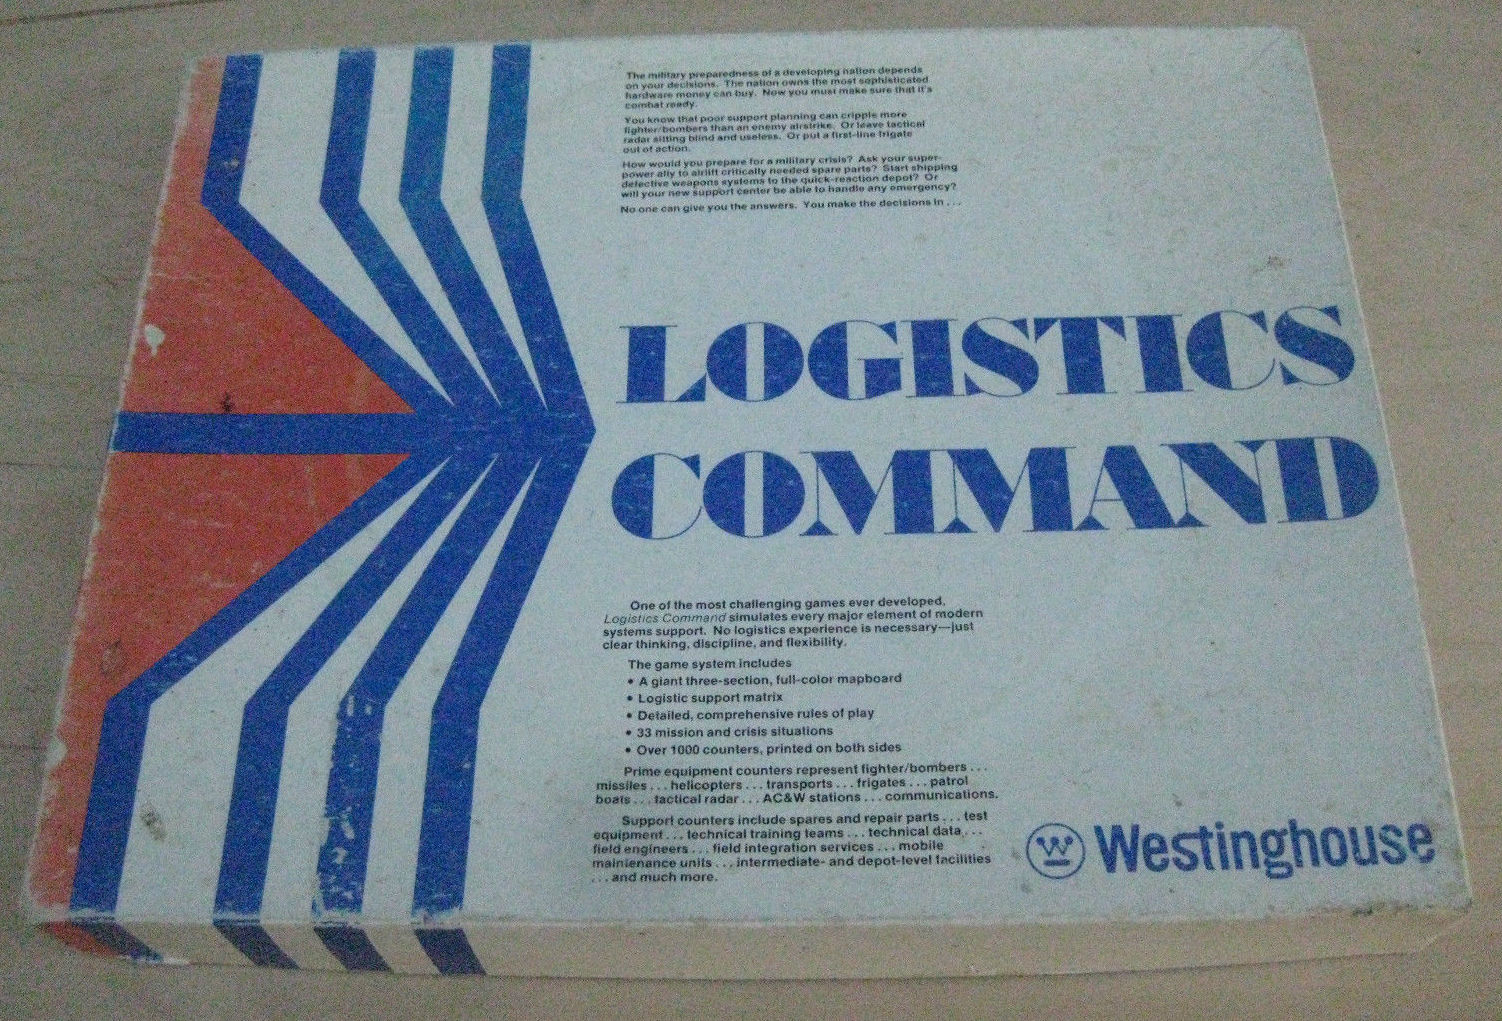 The military preparedness of a developing nation depends
on your decisions. The nation owns the most sophisticated
hardware money can buy. Now you must make sure that it's
combat ready.
You know that poor support planning can cripple more
fighter/bombers than an enemy airstrike. Or leave tactical
radar sitting blind and useless. Or put a first-line frigate
out of action.
How would you prepare for a military crisis? Ask your super-
power ally to airlift critically needed spare parts? Start shipping
defective weapons systems to the quick-reaction depot? Or
will your new support center be able to handle any emergency?
No one can give you the answers. You make the decisions in . . .
LOGISTICS
COMMAND
One of the most challenging games ever developed,
Logistics Command simulates every major element of modern
systems support. No logistics experience is necessary—just
clear thinking, discipline, and flexibility.
The game system includes
• A giant three-section, full-color mapboard
• Logistic support matrix
• Detailed, comprehensive rules of play
• 33 mission and crisis situations
• Over 1000 counters, printed on both sides
Prime equipment counters represent fighter/bombers . . .
missiles . . . helicopters . . . transports . . . frigates . . . patrol
boats . . . tactical radar . . . AC&W stations . . . communications.
Support counters include spares and repair parts . . . test
equipment . . . technical training teams . . . technical data . . .
field engineers . . . field integration services . . . mobile
maintenance units . . . intermediate- and depot-level facilities
. . . and much more.
W Westinghouse